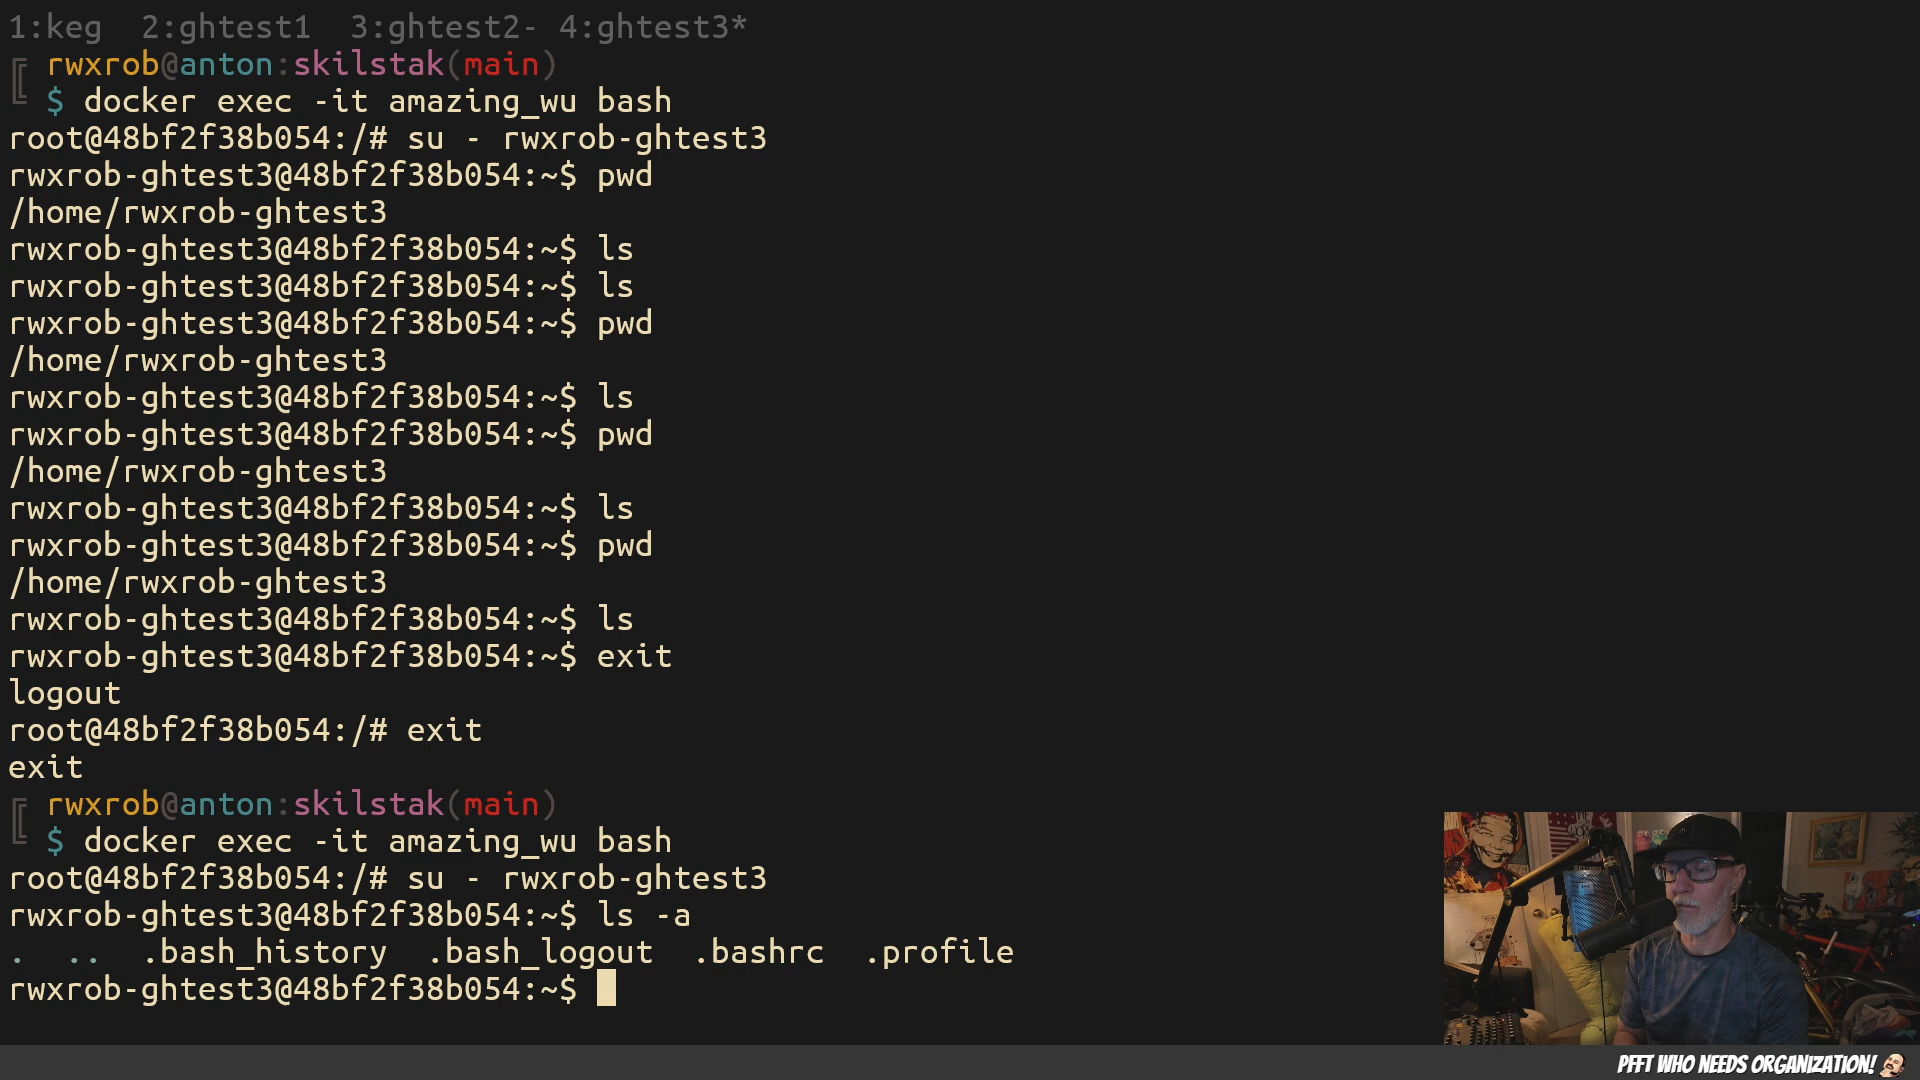 1:keg  2:ghtest1  3:ghtest2- 4:ghtest3*
rwxrob@anton:skilstak(main)
$ docker exec -it amazing_wu bash
root@48bf2f38b054:/# su - rwxrob-ghtest3
rwxrob-ghtest3@48bf2f38b054:~$ pwd
/home/rwxrob-ghtest3
rwxrob-ghtest3@48bf2f38b054:~$ ls
rwxrob-ghtest3@48bf2f38b054:~$ ls
rwxrob-ghtest3@48bf2f38b054:~$ pwd
/home/rwxrob-ghtest3
rwxrob-ghtest3@48bf2f38b054:~$ ls
rwxrob-ghtest3@48bf2f38b054:~$ pwd
/home/rwxrob-ghtest3
rwxrob-ghtest3@48bf2f38b054:~$ ls
rwxrob-ghtest3@48bf2f38b054:~$ pwd
/home/rwxrob-ghtest3
rwxrob-ghtest3@48bf2f38b054:~$ ls
rwxrob-ghtest3@48bf2f38b054:~$ exit
logout
root@48bf2f38b054:/# exit
exit
rwxrob@anton:skilstak(main)
$ docker exec -it amazing_wu bash
root@48bf2f38b054:/# su - rwxrob-ghtest3
rwxrob-ghtest3@48bf2f38b054:~$ ls -a
.  ..  .bash_history  .bash_logout  .bashrc  .profile
rwxrob-ghtest3@48bf2f38b054:~$
PFFT WHO NEEDS ORGANIZATION!